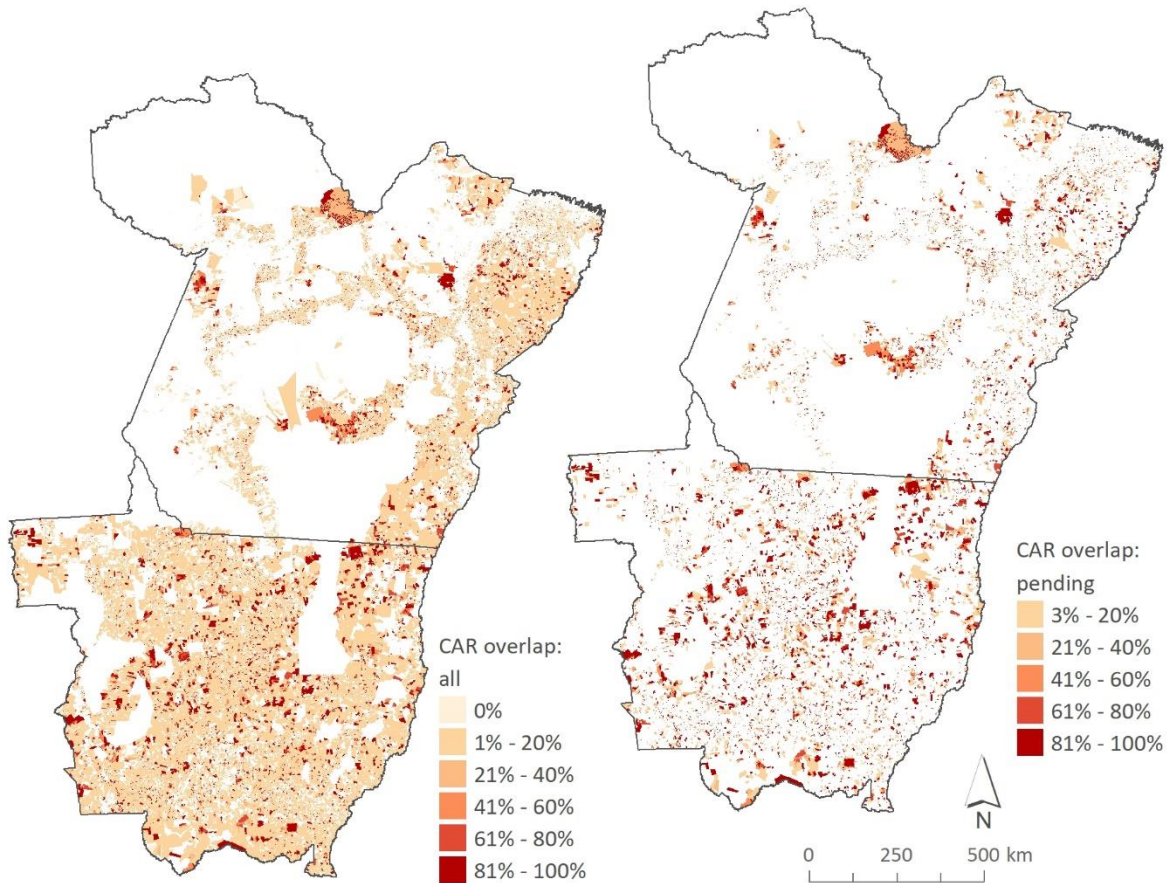 CAR overlap:
all
0%
1% - 20%
21% - 40%
41% - 60%
61% - 80%
81% - 100%
CAR overlap:
pending
3% - 20%
21% - 40%
41% - 60%
61% - 80%
81% - 100%
N
0 250 500 km